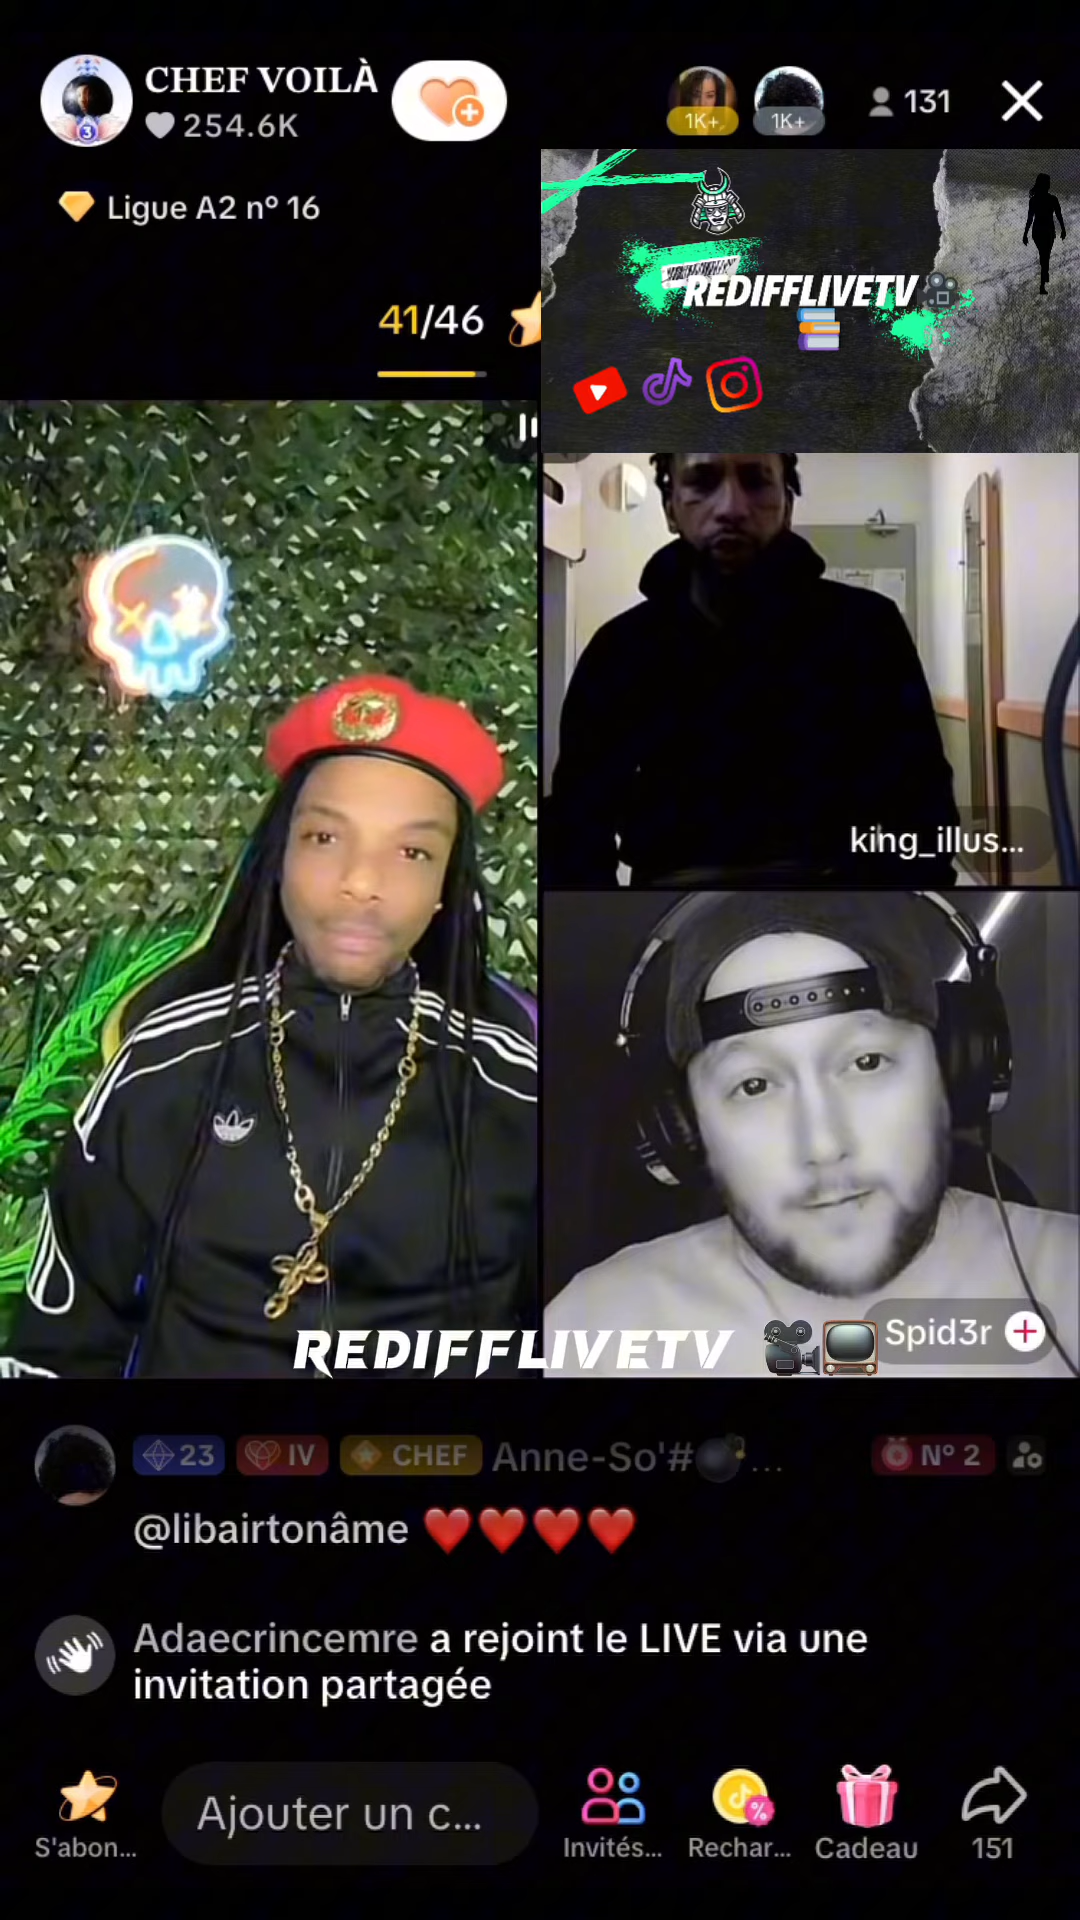 CHEF VOILÀ
254.6K
1K+
1K+
131
Ligue A2 n° 16
41/46
REDIFFLIVETV
king_illus...
Spid3r
REDIFFLIVETV
23 IV CHEF Anne-So'#💣... N° 2
@libairtonâme ❤️❤️❤️❤️
Adaecrincemre a rejoint le LIVE via une
invitation partagée
Ajouter un c...
S'abon...
Invités...
Rechar...
Cadeau
151